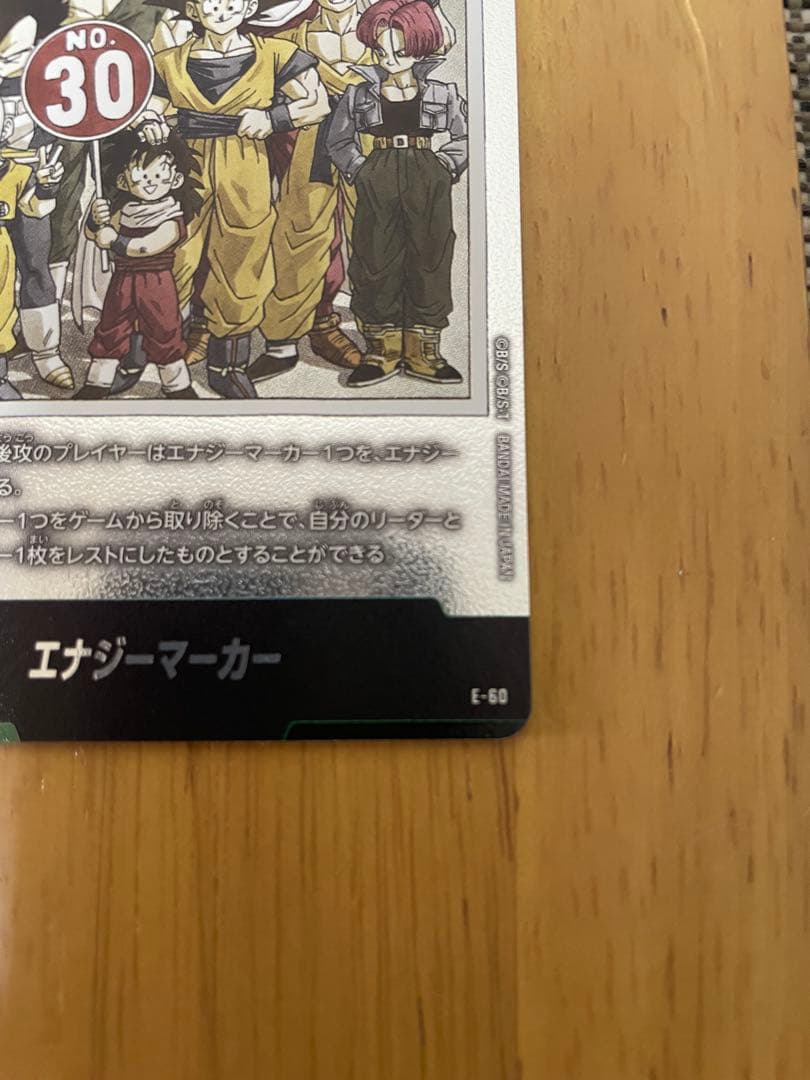 NO.
30
後攻のプレイヤーはエナジーマーカー1つを、エナジー
る。
ー1つをゲームから取り除くことで、自分のリーダーと
ー1枚をレストにしたものとすることができる
©B/S ©B/S・T BANDAI MADE IN JAPAN
エナジーマーカー
E-60